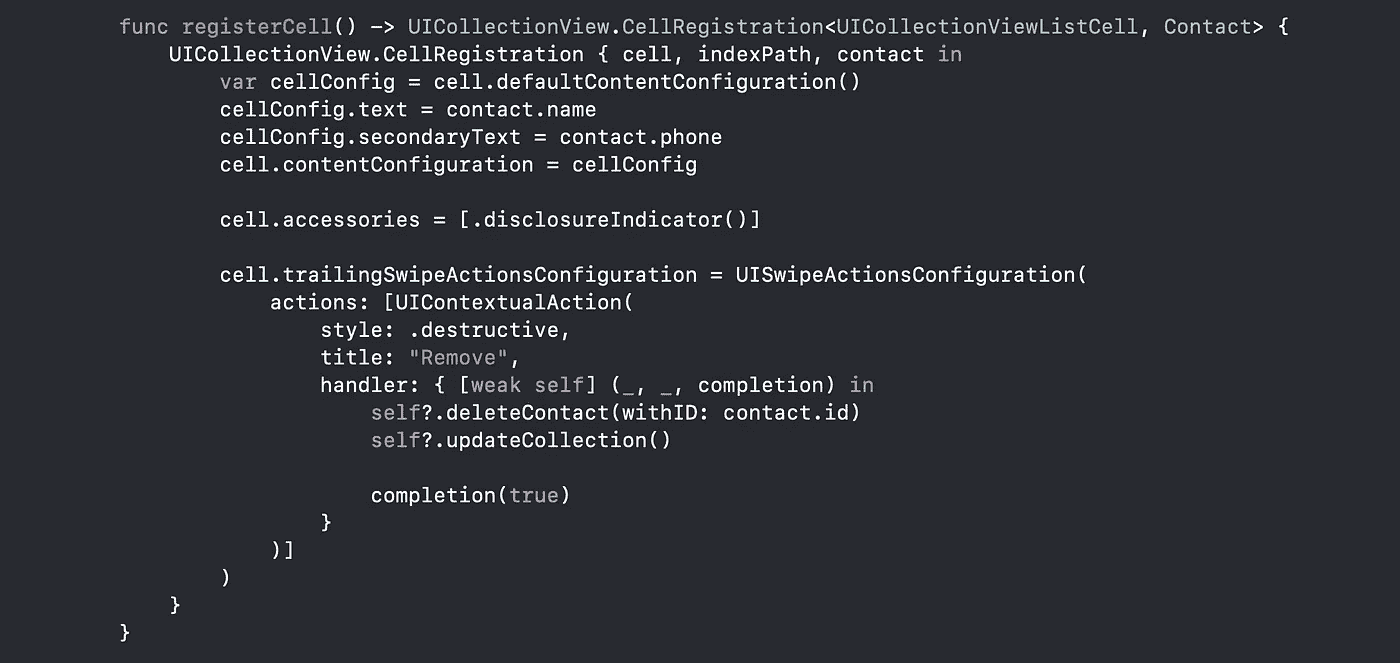 func registerCell() -> UICollectionView.CellRegistration<UICollectionViewListCell, Contact> {
    UICollectionView.CellRegistration { cell, indexPath, contact in
        var cellConfig = cell.defaultContentConfiguration()
        cellConfig.text = contact.name
        cellConfig.secondaryText = contact.phone
        cell.contentConfiguration = cellConfig

        cell.accessories = [.disclosureIndicator()]

        cell.trailingSwipeActionsConfiguration = UISwipeActionsConfiguration(
            actions: [UIContextualAction(
                style: .destructive,
                title: "Remove",
                handler: { [weak self] (_, _, completion) in
                    self?.deleteContact(withID: contact.id)
                    self?.updateCollection()

                    completion(true)
                }
            )]
        )
    }
}